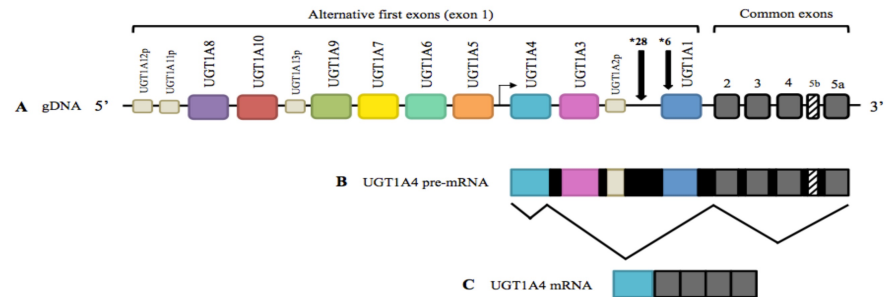 Alternative first exons (exon 1)
Common exons
UGT1A12p
UGT1A11p
UGT1A8
UGT1A10
UGT1A13p
UGT1A9
UGT1A7
UGT1A6
UGT1A5
UGT1A4
UGT1A3
UGT1A2p
*28
*6
UGT1A1
2 3 4 5b 5a
A gDNA 5’ 3’
B UGT1A4 pre-mRNA
C UGT1A4 mRNA